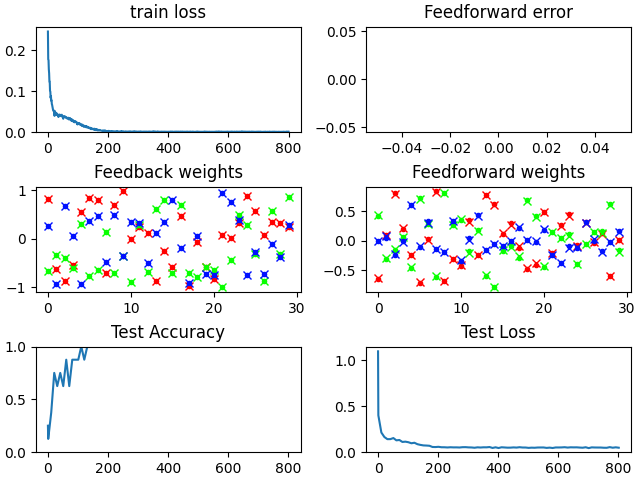 train loss
Feedforward error
0.2
0.1
0.0
0 200 400 600 800
0.05
0.00
−0.05
−0.04 −0.02 0.00 0.02 0.04
Feedback weights
Feedforward weights
1
0
−1
0 10 20 30
0.5
0.0
−0.5
0 10 20 30
Test Accuracy
Test Loss
1.0
0.5
0.0
0 200 400 600 800
1.0
0.5
0.0
0 200 400 600 800